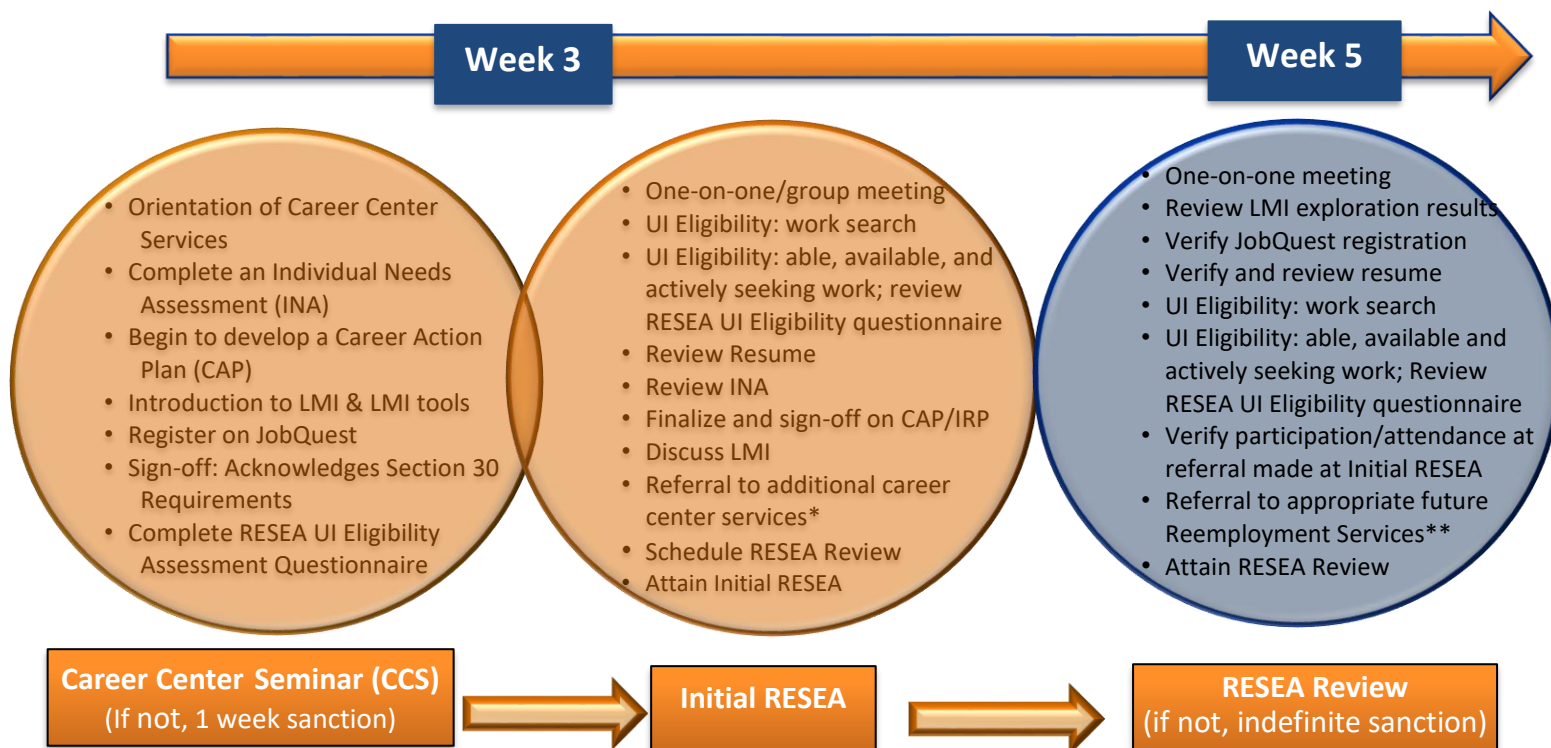 Week 3
Week 5
• Orientation of Career Center
Services
• Complete an Individual Needs
Assessment (INA)
• Begin to develop a Career Action
Plan (CAP)
• Introduction to LMI & LMI tools
• Register on JobQuest
• Sign-off: Acknowledges Section 30
Requirements
• Complete RESEA UI Eligibility
Assessment Questionnaire
• One-on-one/group meeting
• UI Eligibility: work search
• UI Eligibility: able, available, and
actively seeking work; review
RESEA UI Eligibility questionnaire
• Review Resume
• Review INA
• Finalize and sign-off on CAP/IRP
• Discuss LMI
• Referral to additional career
center services*
• Schedule RESEA Review
• Attain Initial RESEA
• One-on-one meeting
• Review LMI exploration results
• Verify JobQuest registration
• Verify and review resume
• UI Eligibility: work search
• UI Eligibility: able, available and
actively seeking work; Review
RESEA UI Eligibility questionnaire
• Verify participation/attendance at
referral made at Initial RESEA
• Referral to appropriate future
Reemployment Services**
• Attain RESEA Review
Career Center Seminar (CCS)
(If not, 1 week sanction)
Initial RESEA
RESEA Review
(if not, indefinite sanction)